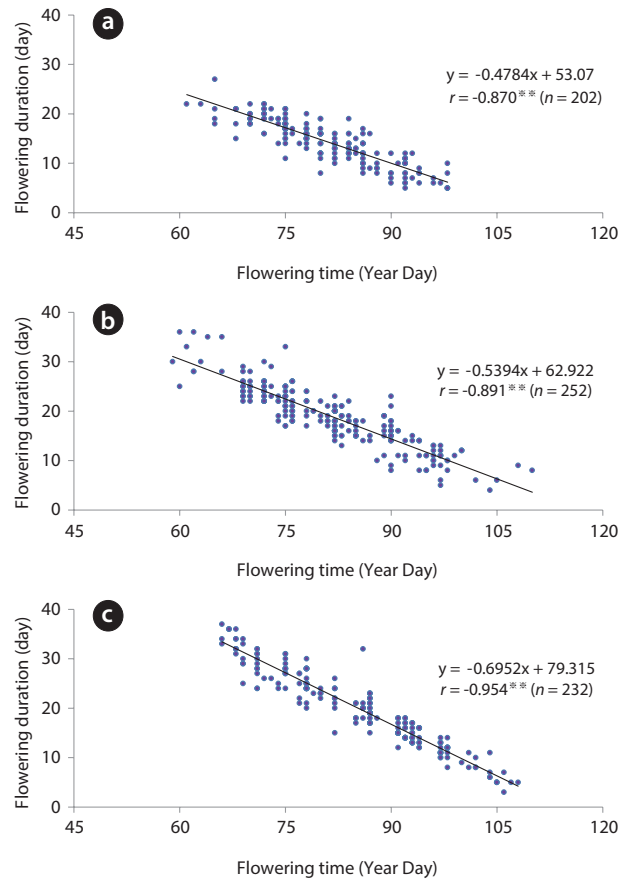 a
Flowering duration (day)
40
30
20
10
0
y = -0.4784x + 53.07
r = -0.870** (n = 202)
45 60 75 90 105 120
Flowering time (Year Day)
b
Flowering duration (day)
40
30
20
10
0
y = -0.5394x + 62.922
r = -0.891** (n = 252)
45 60 75 90 105 120
Flowering time (Year Day)
c
Flowering duration (day)
40
30
20
10
0
y = -0.6952x + 79.315
r = -0.954** (n = 232)
45 60 75 90 105 120
Flowering time (Year Day)